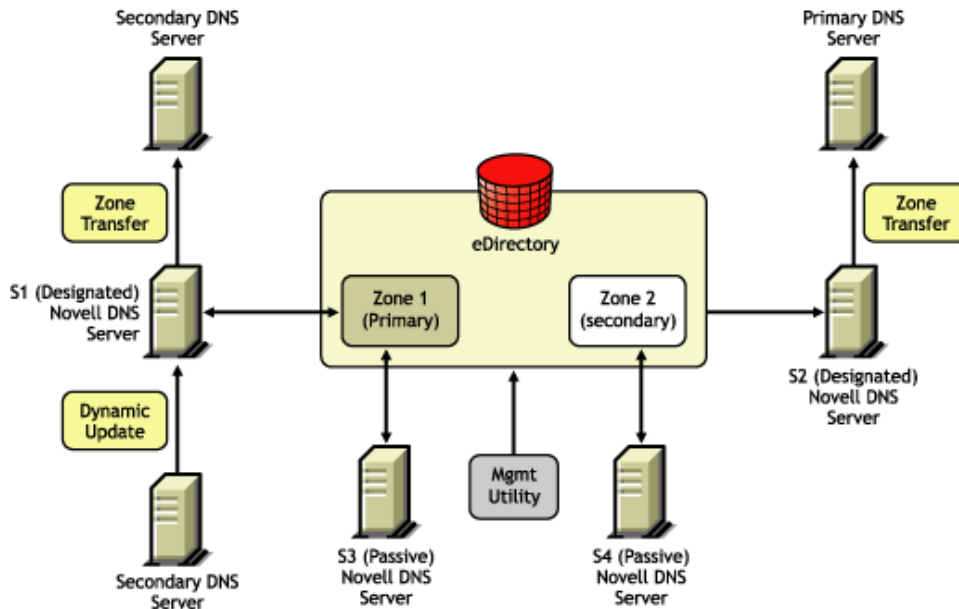 Secondary DNS
Server
Primary DNS
Server
Zone
Transfer
eDirectory
Zone
Transfer
S1 (Designated)
Novell DNS
Server
Zone 1
(Primary)
Zone 2
(secondary)
S2 (Designated)
Novell DNS
Server
Dynamic
Update
Mgmt
Utility
Secondary DNS
Server
S3 (Passive)
Novell DNS
Server
S4 (Passive)
Novell DNS
Server